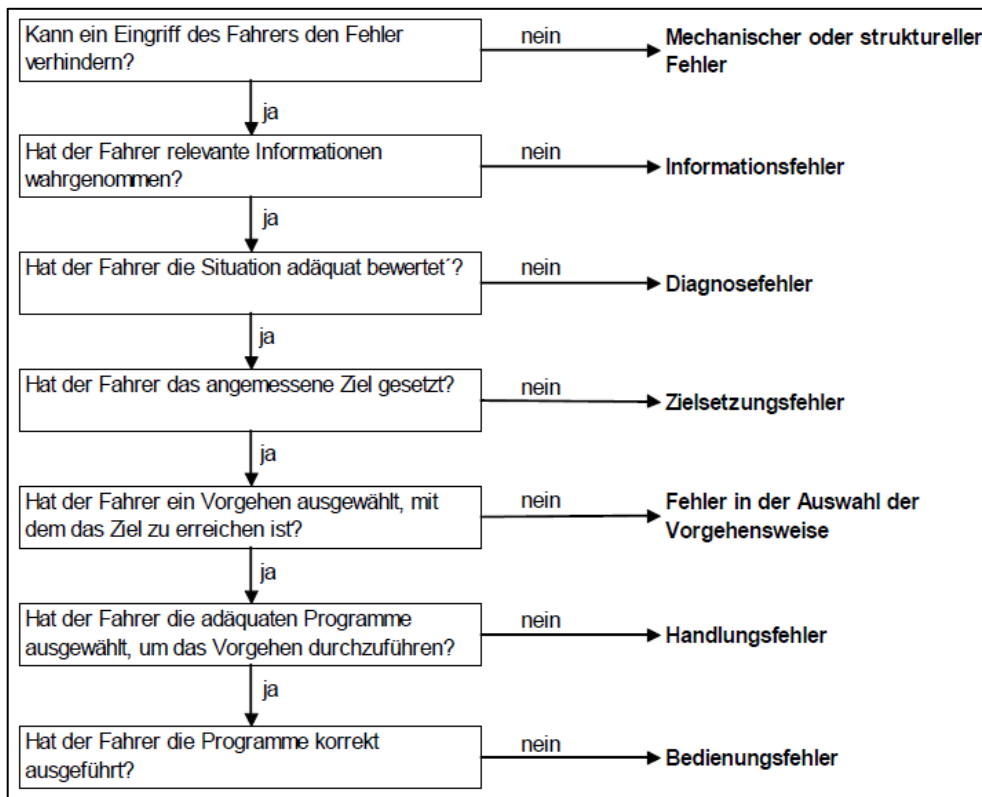 Kann ein Eingriff des Fahrers den Fehler
verhindern?
nein
Mechanischer oder struktureller
Fehler
ja
Hat der Fahrer relevante Informationen
wahrgenommen?
nein
Informationsfehler
ja
Hat der Fahrer die Situation adäquat bewertet´?
nein
Diagnosefehler
ja
Hat der Fahrer das angemessene Ziel gesetzt?
nein
Zielsetzungsfehler
ja
Hat der Fahrer ein Vorgehen ausgewählt, mit
dem das Ziel zu erreichen ist?
nein
Fehler in der Auswahl der
Vorgehensweise
ja
Hat der Fahrer die adäquaten Programme
ausgewählt, um das Vorgehen durchzuführen?
nein
Handlungsfehler
ja
Hat der Fahrer die Programme korrekt
ausgeführt?
nein
Bedienungsfehler